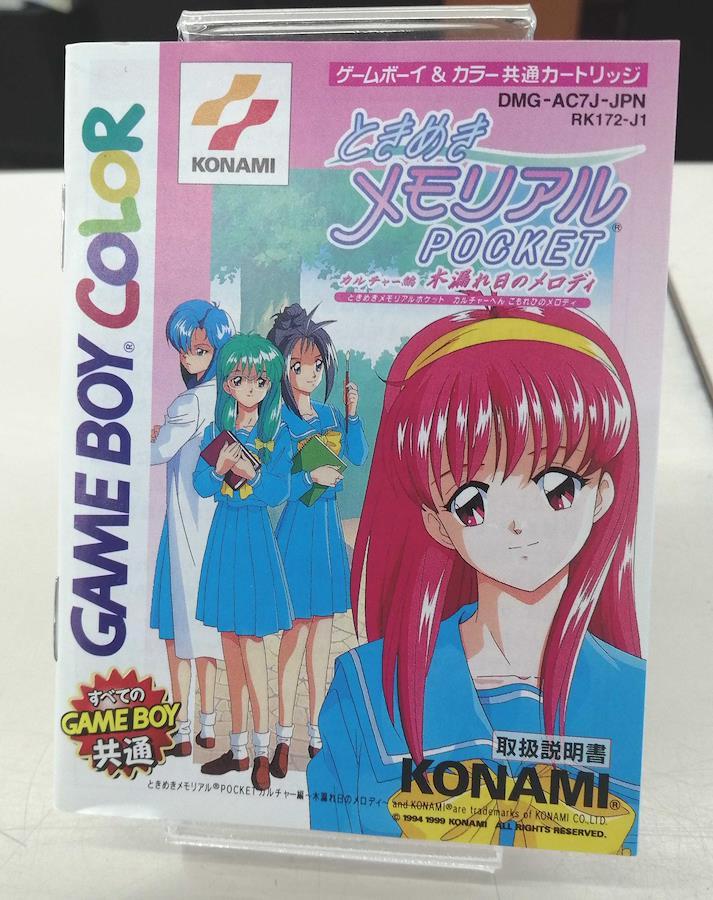 KONAMI
ゲームボーイ & カラー共通カートリッジ
DMG-AC7J-JPN
RK172-J1
ときめき
メモリアル®
POCKET
カルチャー編 木漏れ日のメロディ
ときめきメモリアルポケット カルチャーへん こもれびのメロディ
GAME BOY® COLOR
すべての
GAME BOY
共通
取扱説明書
KONAMI®
ときめきメモリアル®POCKETカルチャー編~木漏れ日のメロディ~ and KONAMI®are trademarks of KONAMI CO.,LTD.
© 1994 1999 KONAMI ALL RIGHTS RESERVED.